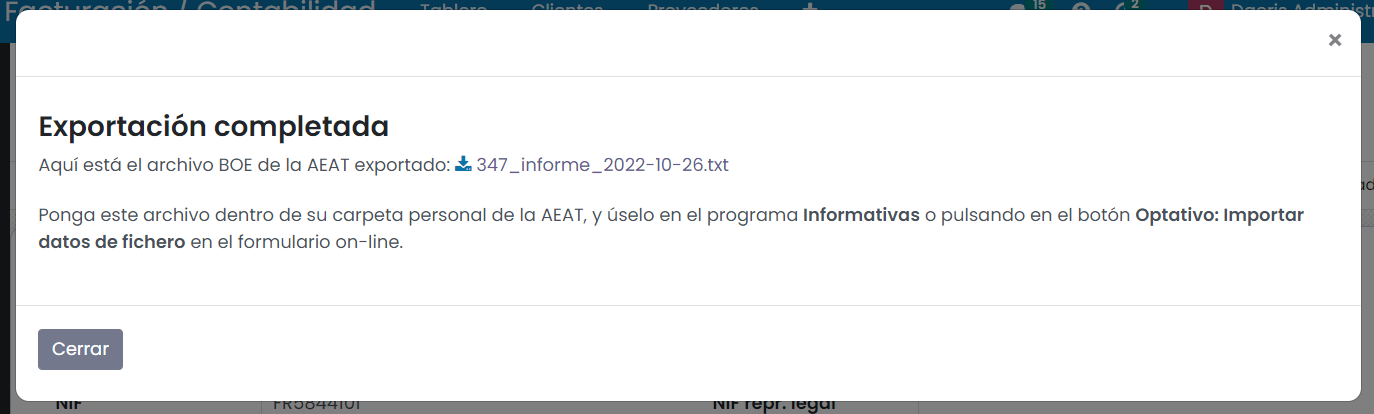 Facturación / Contabilidad Tablero Clientes Proveedores + 15 2 D
×
Exportación completada
Aquí está el archivo BOE de la AEAT exportado: 347_informe_2022-10-26.txt
Ponga este archivo dentro de su carpeta personal de la AEAT, y úselo en el programa Informativas o pulsando en el botón Optativo: Importar
datos de fichero en el formulario on-line.
Cerrar
NIF FR5844101 NIF repr. legal